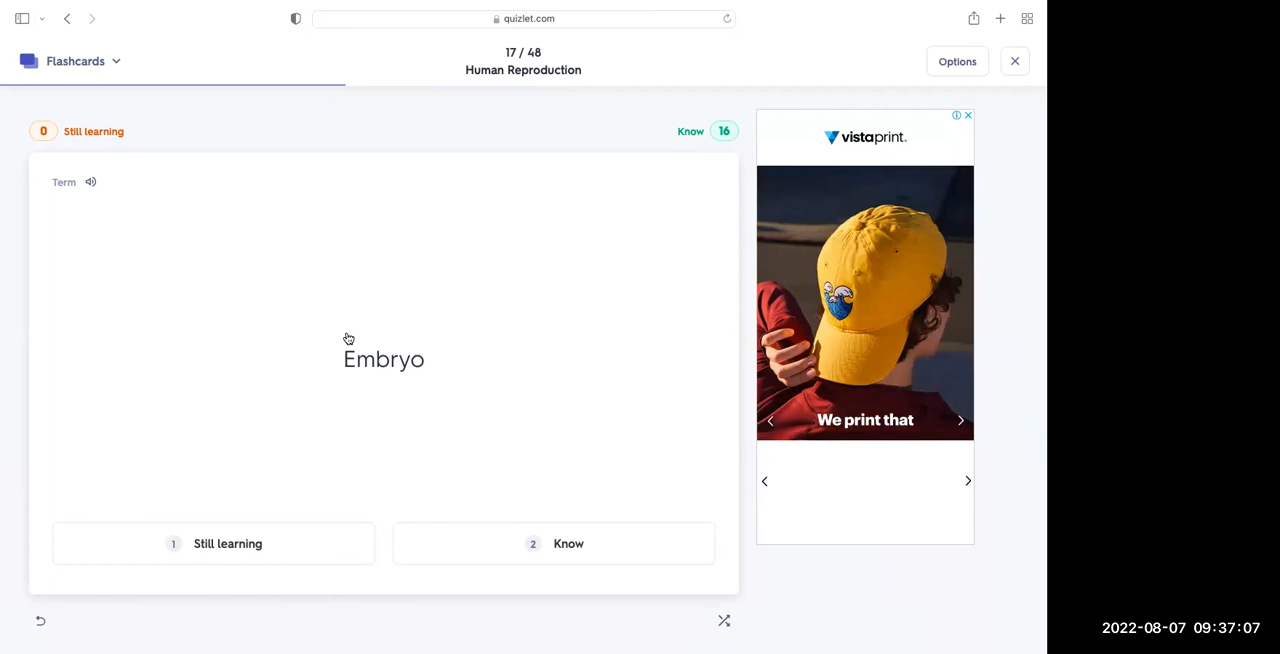 quizlet.com
Flashcards
17 / 48
Human Reproduction
Options
0 Still learning
Know 16
Term
Embryo
1 Still learning
2 Know
vistaprint.
We print that
2022-08-07 09:37:07